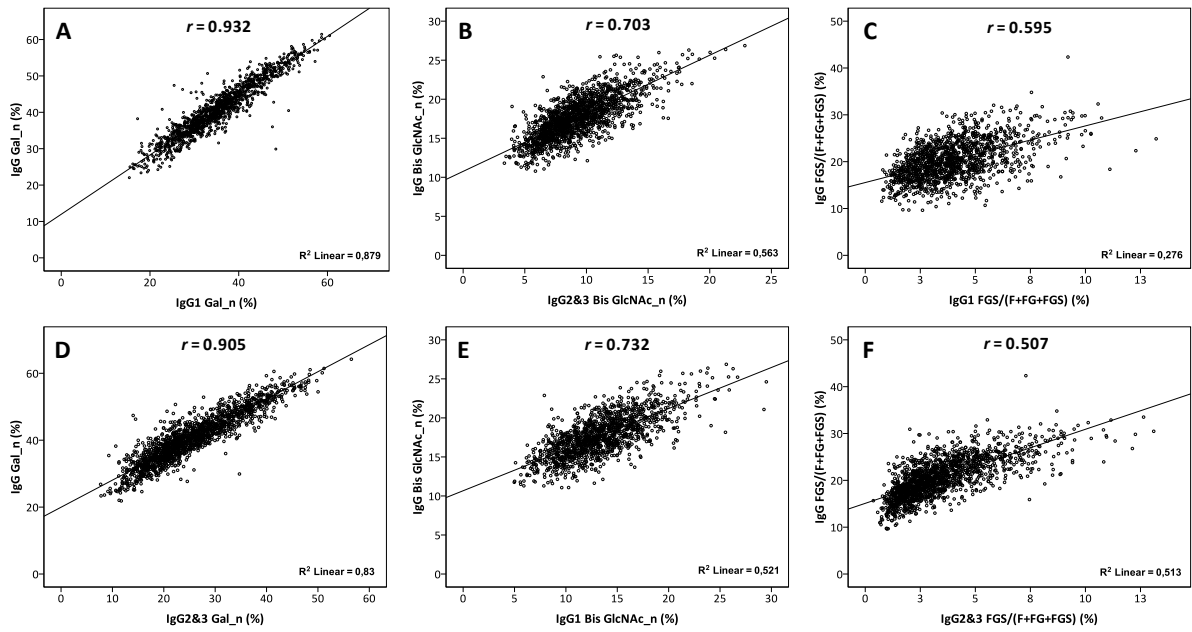 A
r = 0.932
60
50
40
30
20
10
0
IgG Gal_n (%)
R² Linear = 0,879
0 20 40 60
IgG1 Gal_n (%)
B
r = 0.703
30
25
20
15
10
5
0
IgG Bis GlcNAc_n (%)
R² Linear = 0,563
0 5 10 15 20 25
IgG2&3 Bis GlcNAc_n (%)
C
r = 0.595
50
40
30
20
10
0
IgG FGS/(F+FG+FGS) (%)
R² Linear = 0,276
0 3 5 8 10 13
IgG1 FGS/(F+FG+FGS) (%)
D
r = 0.905
60
40
20
0
IgG Gal_n (%)
R² Linear = 0,83
0 10 20 30 40 50 60
IgG2&3 Gal_n (%)
E
r = 0.732
30
25
20
15
10
5
0
IgG Bis GlcNAc_n (%)
R² Linear = 0,521
0 5 10 15 20 25 30
IgG1 Bis GlcNAc_n (%)
F
r = 0.507
50
40
30
20
10
0
IgG FGS/(F+FG+FGS) (%)
R² Linear = 0,513
0 3 5 8 10 13
IgG2&3 FGS/(F+FG+FGS) (%)